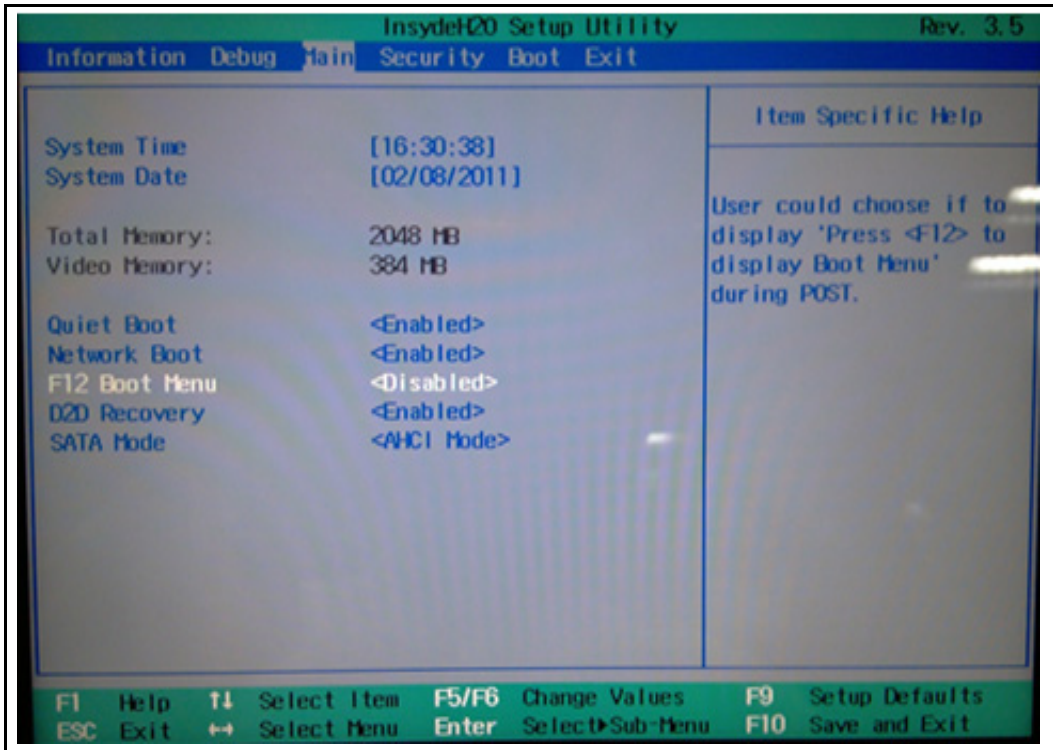 InsydeH2O Setup Utility Rev. 3.5
Information Debug Main Security Boot Exit
Item Specific Help
System Time [16:30:38]
System Date [02/08/2011]
Total Memory: 2048 MB
Video Memory: 384 MB
Quiet Boot <Enabled>
Network Boot <Enabled>
F12 Boot Menu <Disabled>
D2D Recovery <Enabled>
SATA Mode <AHCI Mode>
User could choose if to
display 'Press <F12> to
display Boot Menu'
during POST.
F1 Help ↑↓ Select Item F5/F6 Change Values F9 Setup Defaults
ESC Exit ↔ Select Menu Enter Select▶Sub-Menu F10 Save and Exit